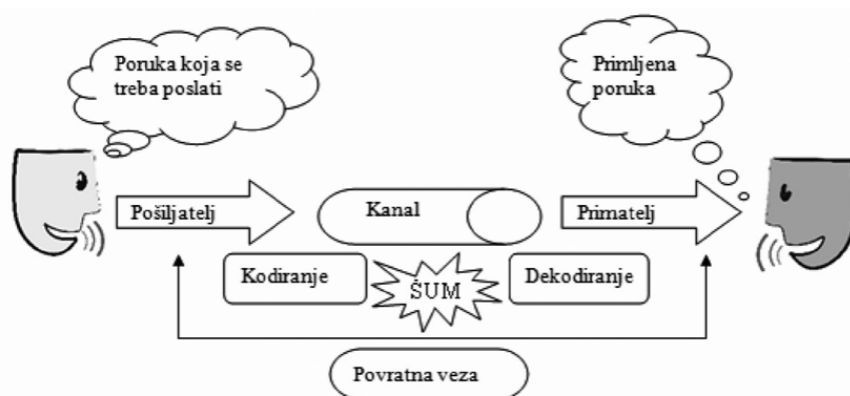 Poruka koja se
treba poslati
Primljena
poruka
Pošiljatelj
Kanal
Primatelj
Kodiranje
ŠUM
Dekodiranje
Povratna veza